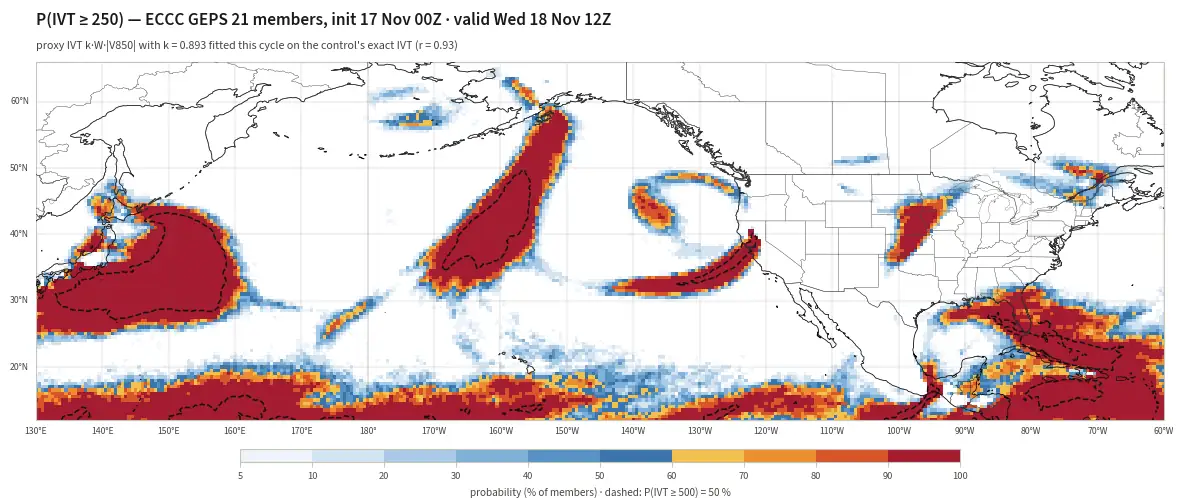 P(IVT ≥ 250) — ECCC GEPS 21 members, init 17 Nov 00Z · valid Wed 18 Nov 12Z
proxy IVT k·W·|V850| with k = 0.893 fitted this cycle on the control's exact IVT (r = 0.93)
60°N
50°N
40°N
30°N
20°N
130°E 140°E 150°E 160°E 170°E 180° 170°W 160°W 150°W 140°W 130°W 120°W 110°W 100°W 90°W 80°W 70°W 60°W
5 10 20 30 40 50 60 70 80 90 100
probability (% of members) · dashed: P(IVT ≥ 500) = 50 %